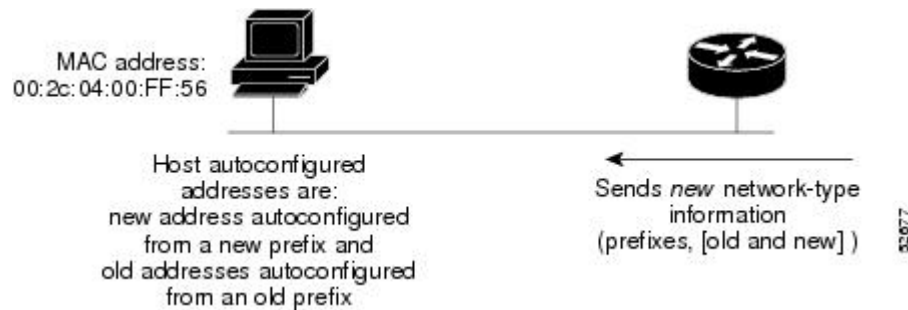 MAC address:
00:2c:04:00:FF:56
Host autoconfigured
addresses are:
new address autoconfigured
from a new prefix and
old addresses autoconfigured
from an old prefix
Sends new network-type
information
(prefixes, [old and new] )
52677